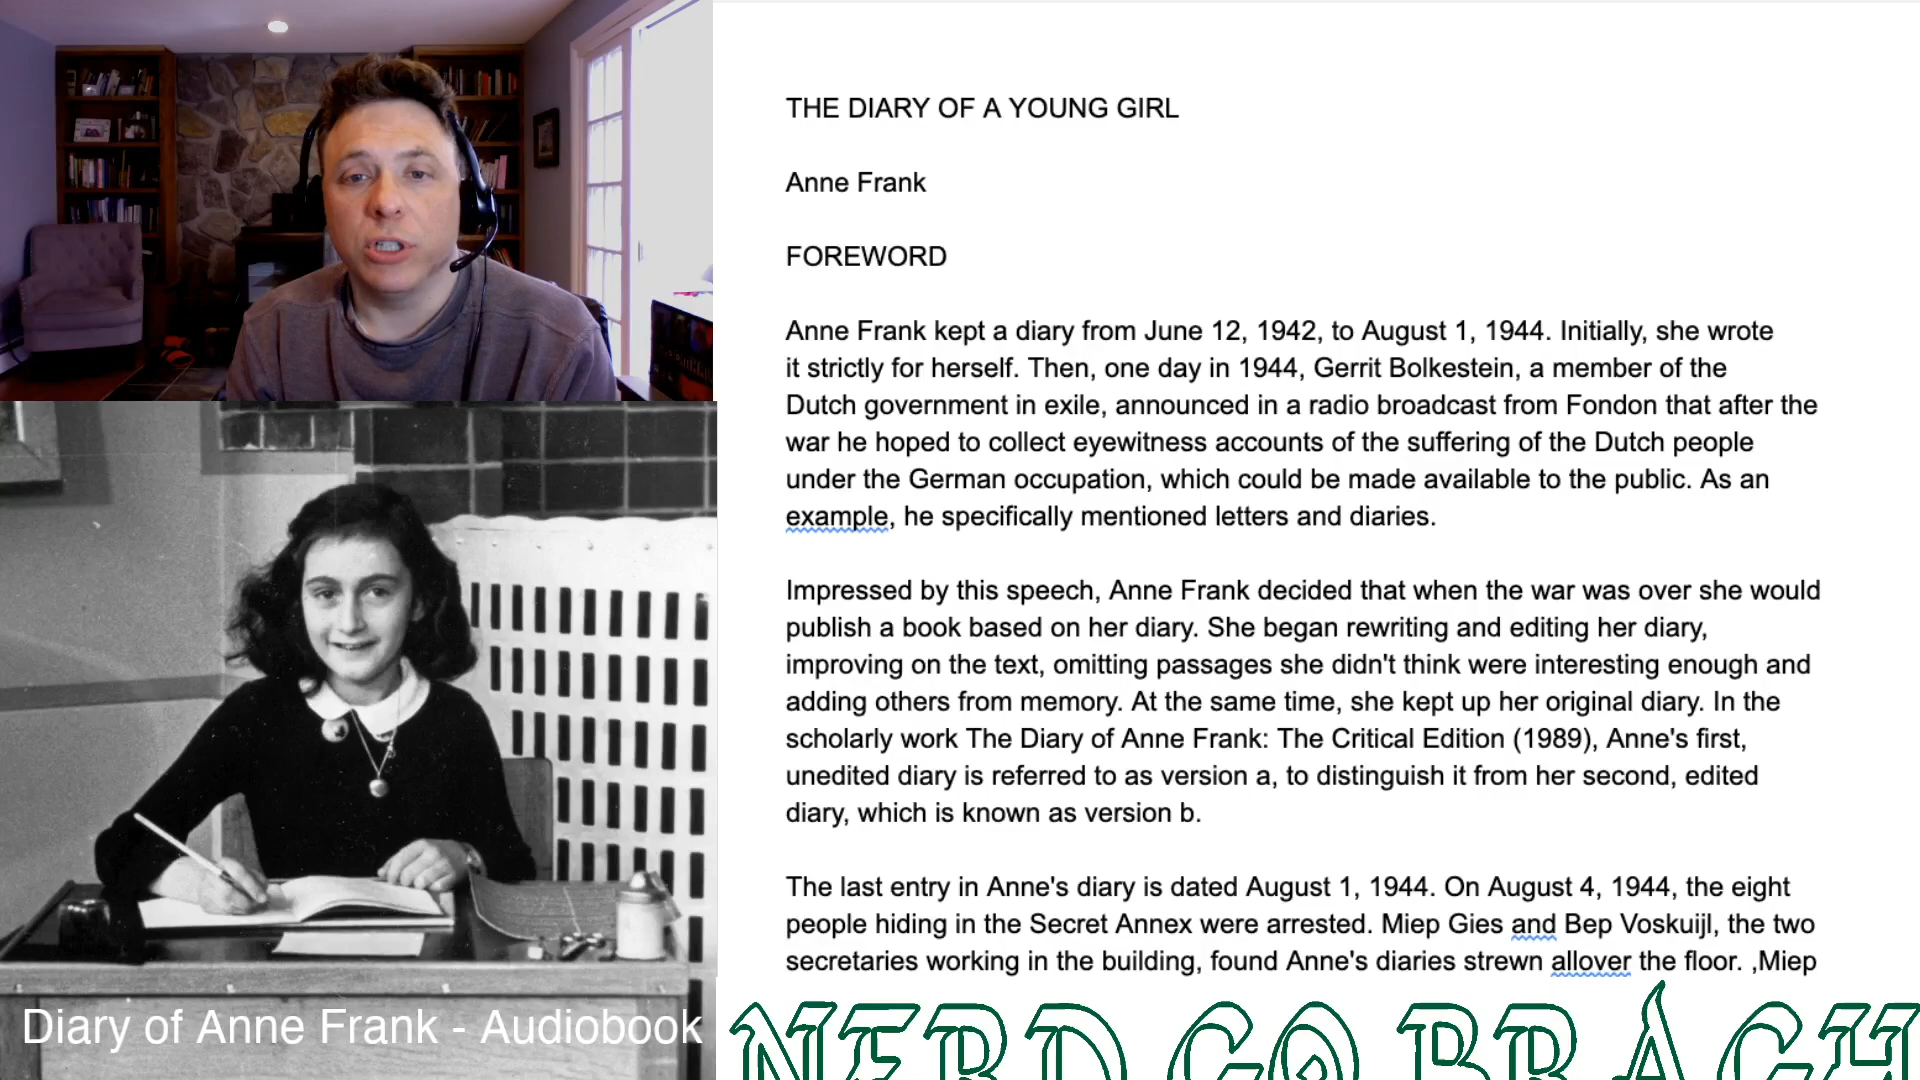 THE DIARY OF A YOUNG GIRL
Anne Frank
FOREWORD
Anne Frank kept a diary from June 12, 1942, to August 1, 1944. Initially, she wrote
it strictly for herself. Then, one day in 1944, Gerrit Bolkestein, a member of the
Dutch government in exile, announced in a radio broadcast from Fondon that after the
war he hoped to collect eyewitness accounts of the suffering of the Dutch people
under the German occupation, which could be made available to the public. As an
example, he specifically mentioned letters and diaries.
Impressed by this speech, Anne Frank decided that when the war was over she would
publish a book based on her diary. She began rewriting and editing her diary,
improving on the text, omitting passages she didn't think were interesting enough and
adding others from memory. At the same time, she kept up her original diary. In the
scholarly work The Diary of Anne Frank: The Critical Edition (1989), Anne's first,
unedited diary is referred to as version a, to distinguish it from her second, edited
diary, which is known as version b.
The last entry in Anne's diary is dated August 1, 1944. On August 4, 1944, the eight
people hiding in the Secret Annex were arrested. Miep Gies and Bep Voskuijl, the two
secretaries working in the building, found Anne's diaries strewn allover the floor. ,Miep
Diary of Anne Frank - Audiobook
NERD GO BRAGH